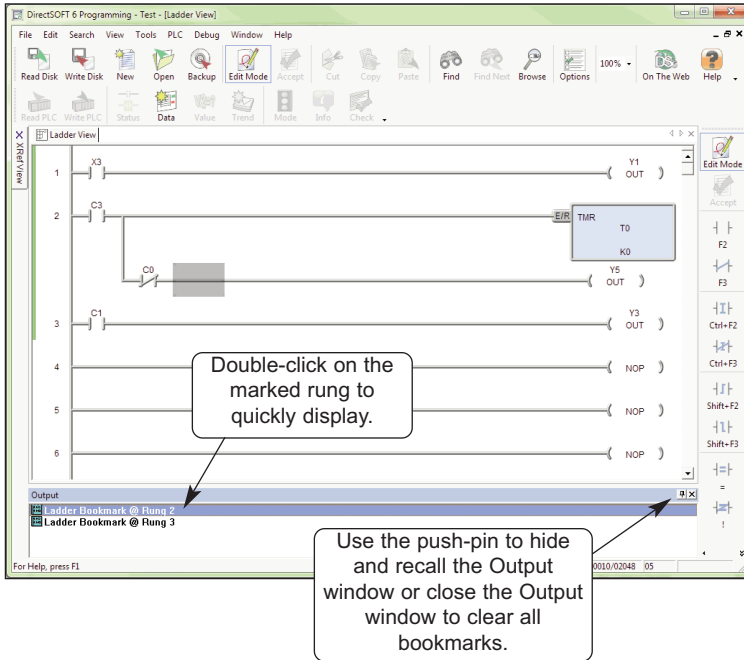 DirectSOFT 6 Programming - Test - [Ladder View]
File Edit Search View Tools PLC Debug Window Help
Read Disk Write Disk New Open Backup Edit Mode Accept Cut Copy Paste Find Find Next Browse Options 100% On The Web Help
Read PLC Write PLC Status Data Value Trend Mode Info Check
XRefView
Ladder View
Edit Mode
Accept
F2
F3
Ctrl+F2
Ctrl+F3
Shift+F2
Shift+F3
=
!
X3 Y1
1 OUT
C3
2 E/R TMR
T0
K0
C0 Y5
OUT
C1 Y3
3 OUT
4 NOP
5 NOP
6 NOP
Double-click on the
marked rung to
quickly display.
Output
Ladder Bookmark @ Rung 2
Ladder Bookmark @ Rung 3
Use the push-pin to hide
and recall the Output
window or close the Output
window to clear all
bookmarks.
For Help, press F1
0010/02048 05